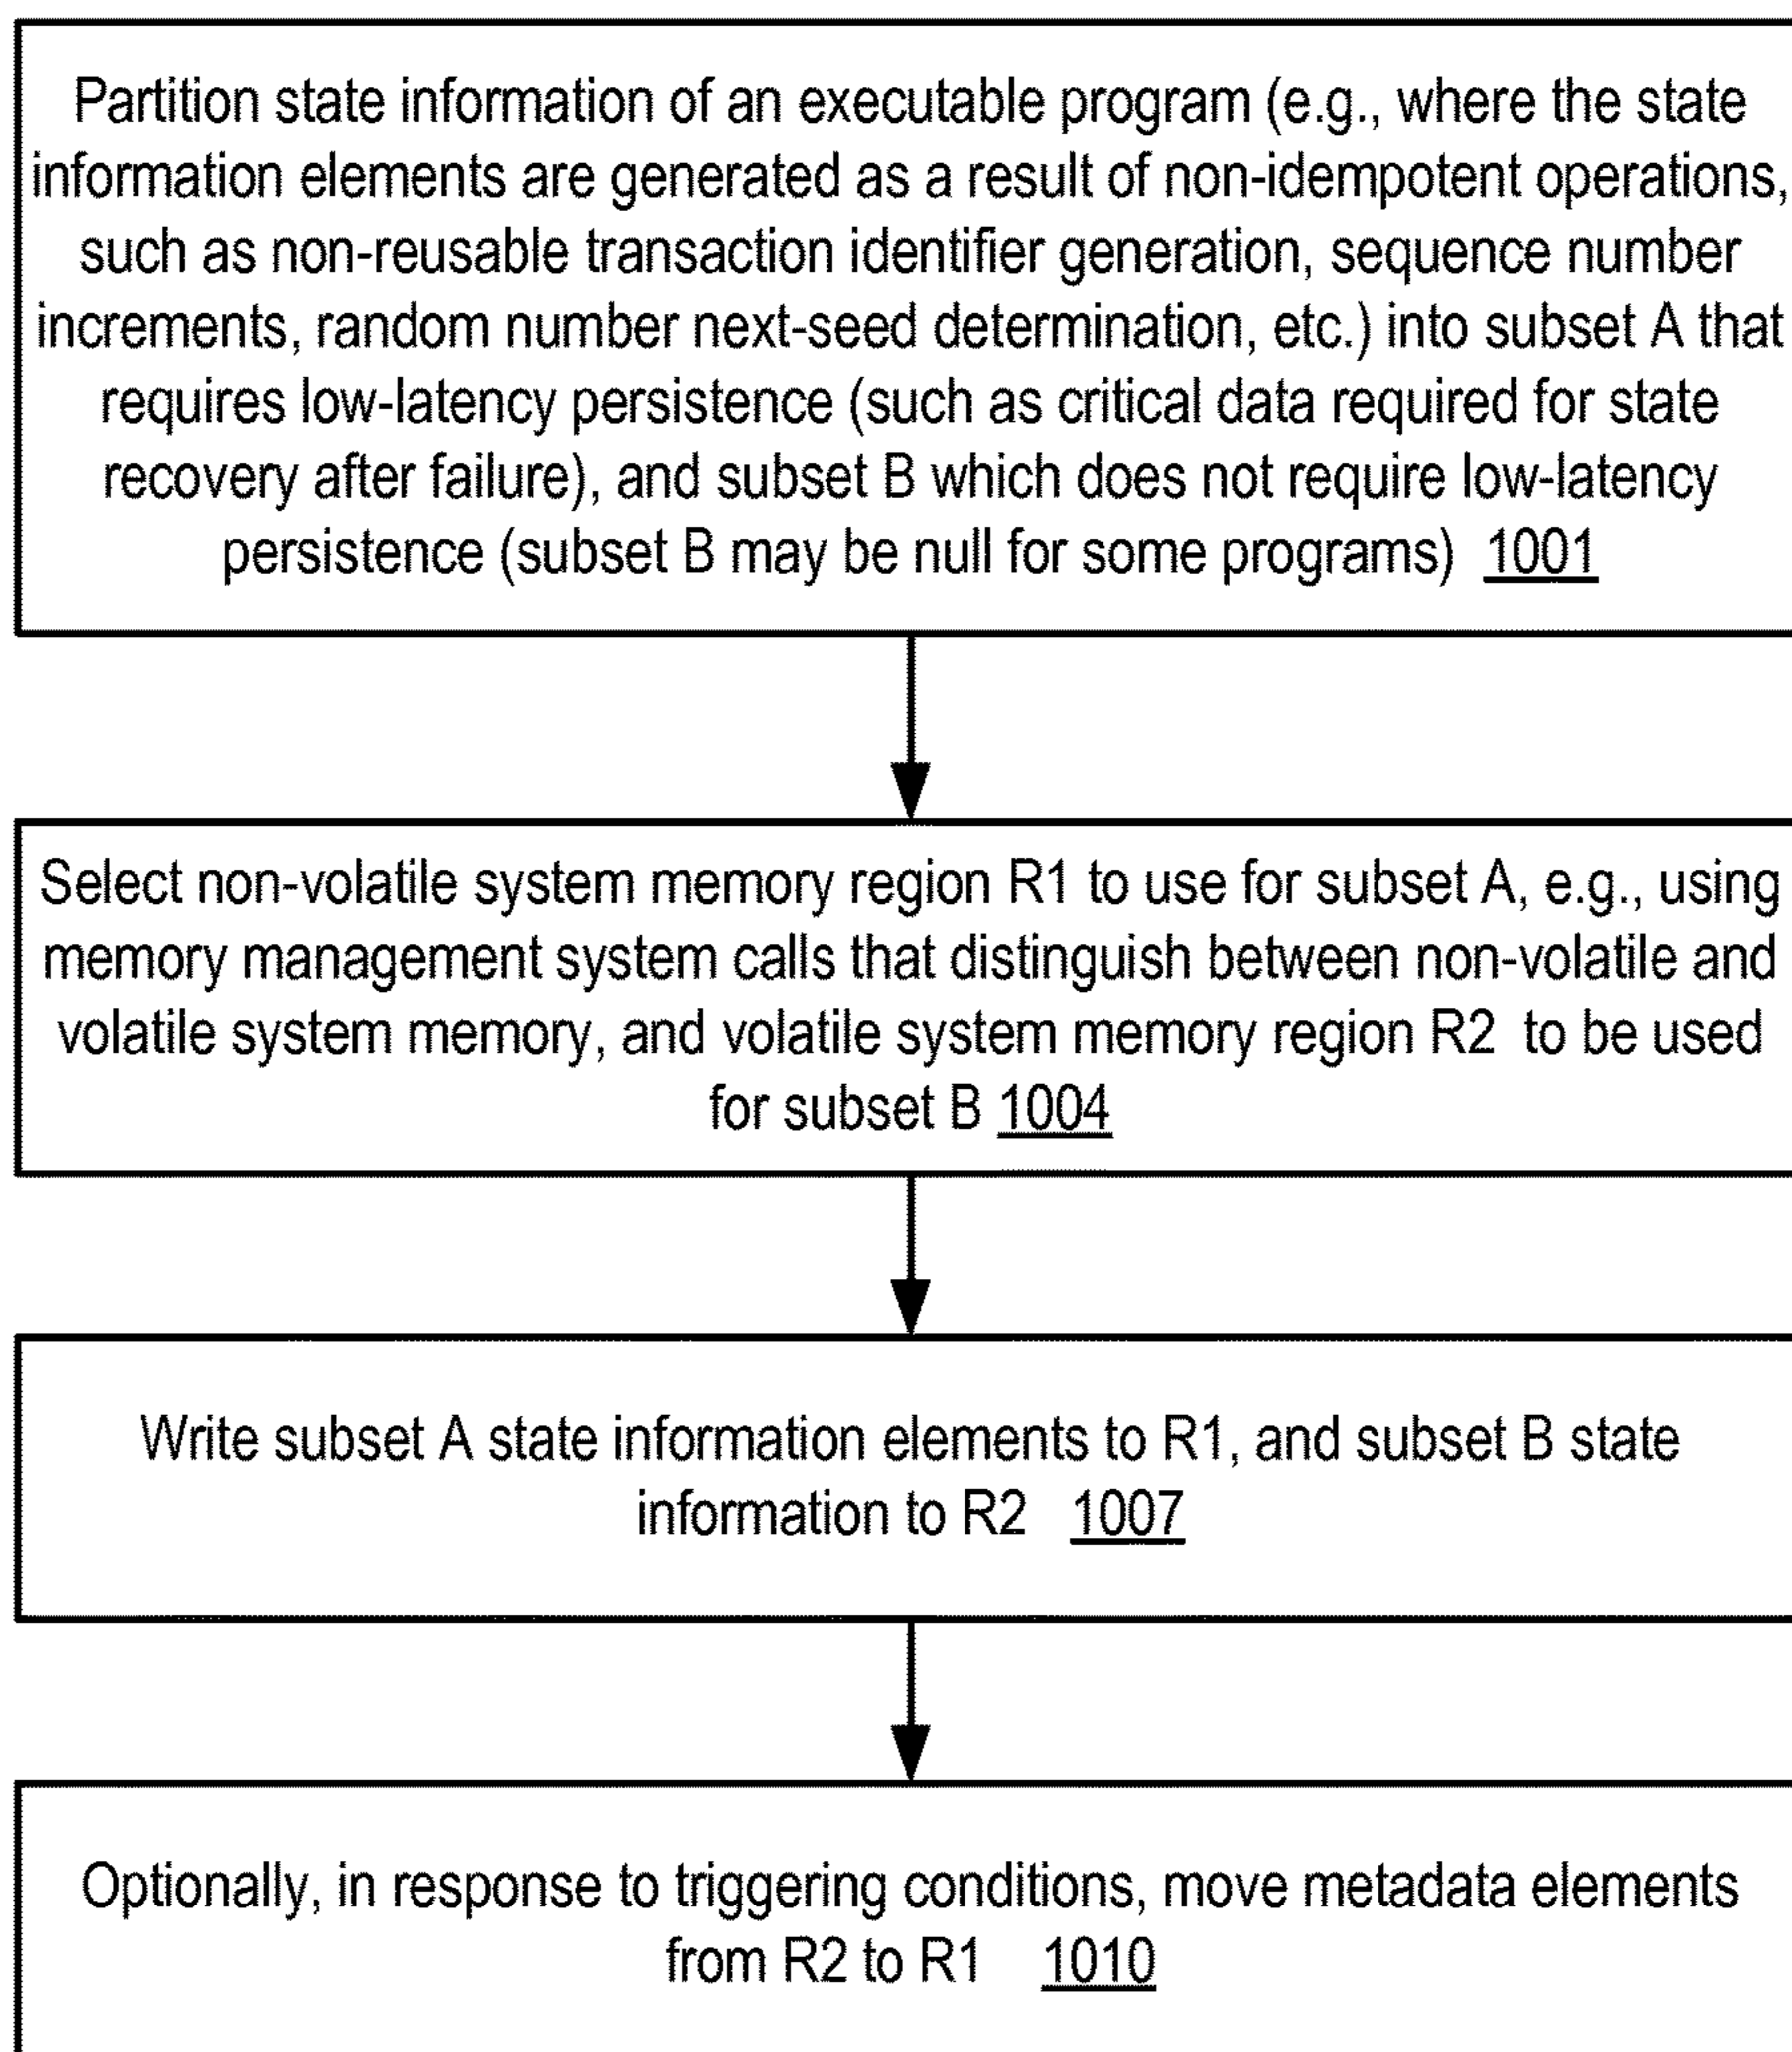 Partition state information of an executable program (e.g., where the state
information elements are generated as a result of non-idempotent operations,
such as non-reusable transaction identifier generation, sequence number
increments, random number next-seed determination, etc.) into subset A that
requires low-latency persistence (such as critical data required for state
recovery after failure), and subset B which does not require low-latency
persistence (subset B may be null for some programs) 1001
Select non-volatile system memory region R1 to use for subset A, e.g., using
memory management system calls that distinguish between non-volatile and
volatile system memory, and volatile system memory region R2 to be used
for subset B 1004
Write subset A state information elements to R1, and subset B state
information to R2 1007
Optionally, in response to triggering conditions, move metadata elements
from R2 to R1 1010